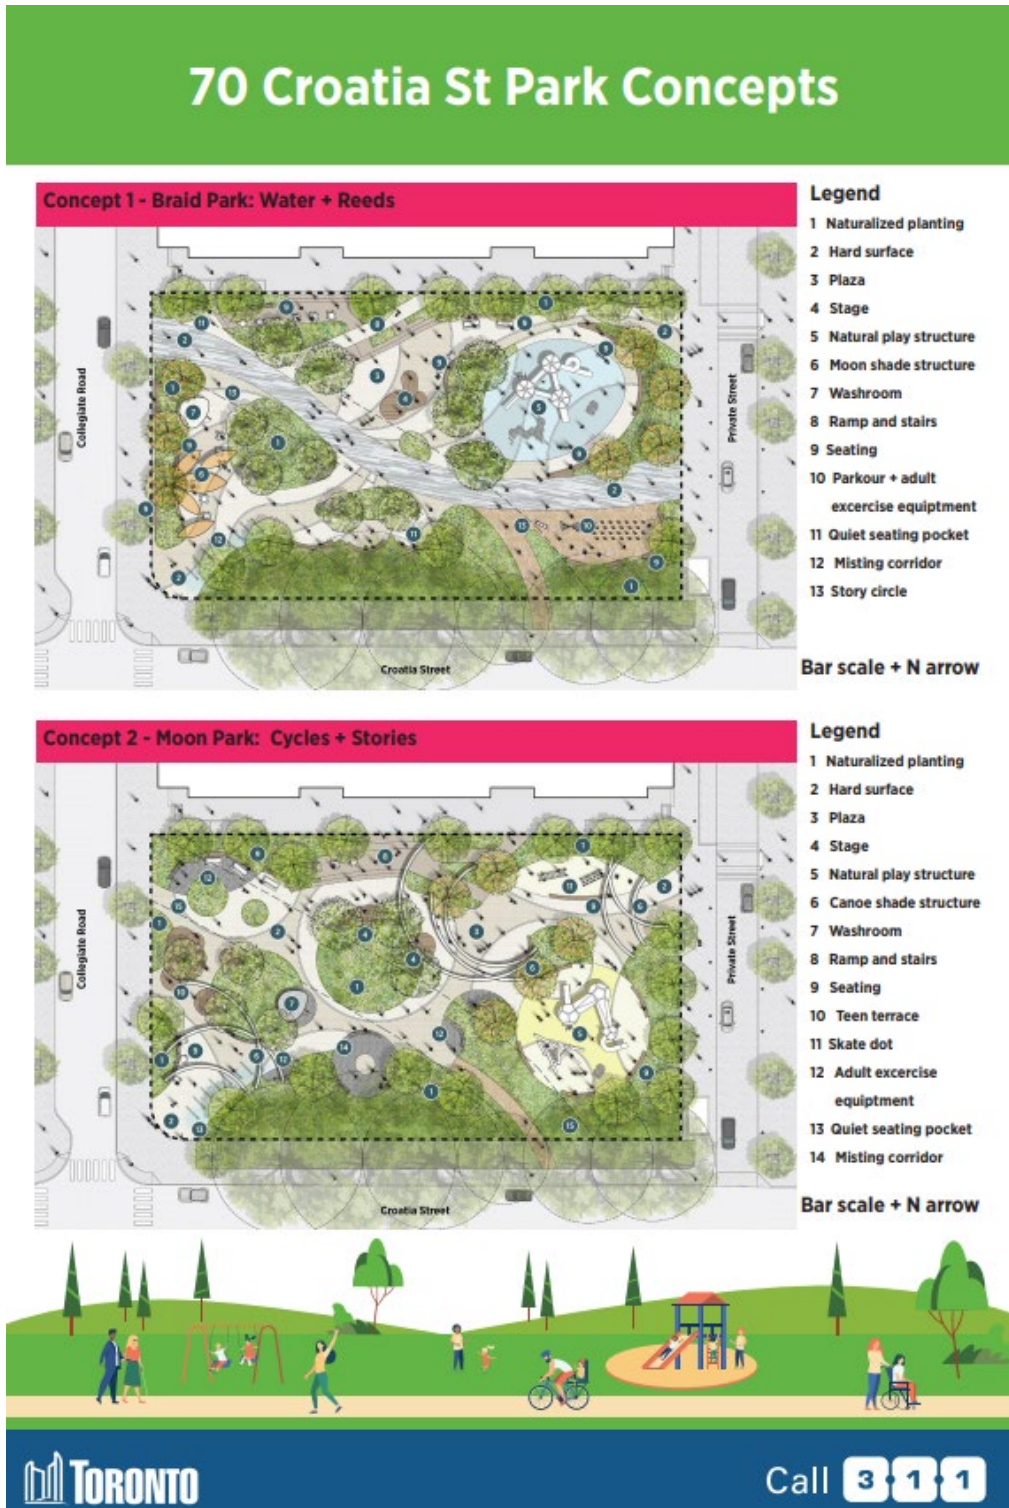 70 Croatia St Park Concepts
Concept 1 - Braid Park: Water + Reeds
Legend
1 Naturalized planting
2 Hard surface
3 Plaza
4 Stage
5 Natural play structure
6 Moon shade structure
7 Washroom
8 Ramp and stairs
9 Seating
10 Parkour + adult
excercise equiptment
11 Quiet seating pocket
12 Misting corridor
13 Story circle
Bar scale + N arrow
Collegiate Road
Private Street
Croatia Street
Concept 2 - Moon Park: Cycles + Stories
Legend
1 Naturalized planting
2 Hard surface
3 Plaza
4 Stage
5 Natural play structure
6 Canoe shade structure
7 Washroom
8 Ramp and stairs
9 Seating
10 Teen terrace
11 Skate dot
12 Adult excercise
equiptment
13 Quiet seating pocket
14 Misting corridor
Bar scale + N arrow
Collegiate Road
Private Street
Croatia Street
TORONTO
Call 3 1 1